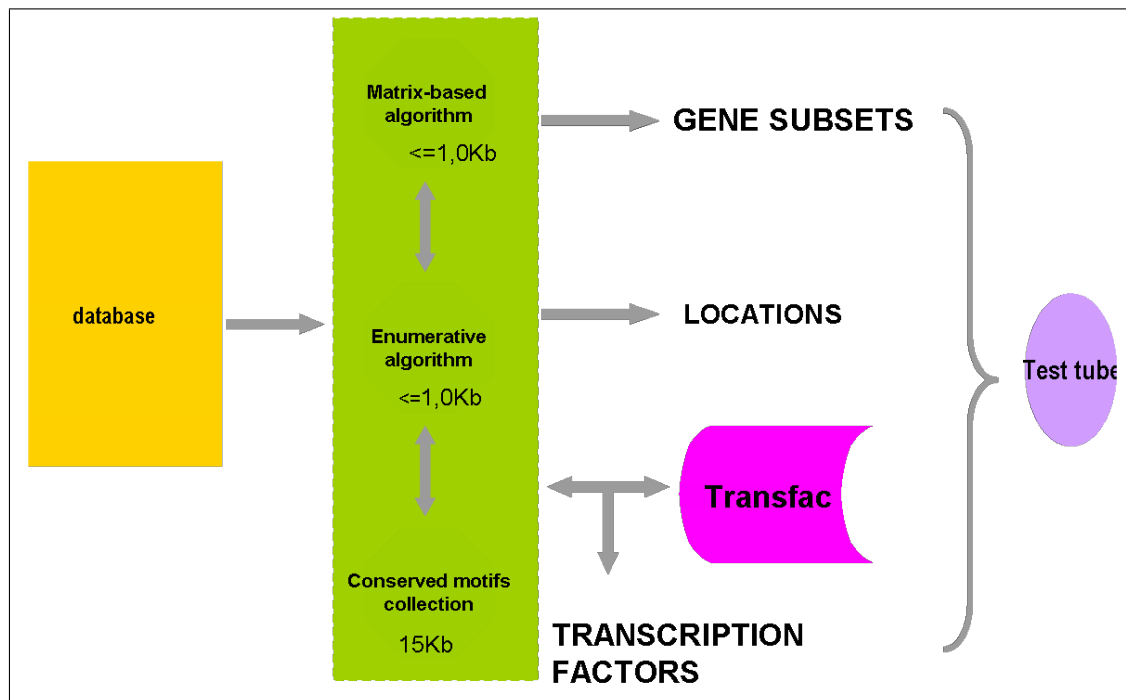 database
Matrix-based
algorithm
<=1,0Kb
Enumerative
algorithm
<=1,0Kb
Conserved motifs
collection
15Kb
GENE SUBSETS
LOCATIONS
Transfac
TRANSCRIPTION
FACTORS
Test tube